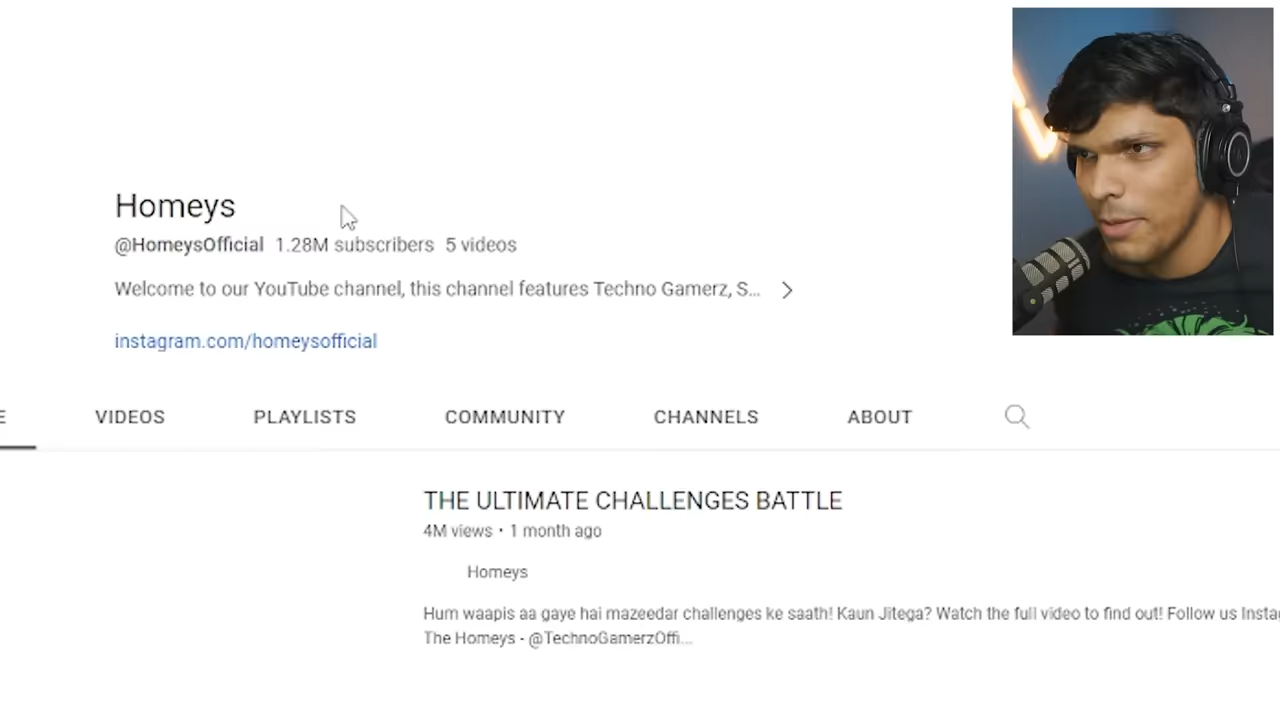 Homeys
@HomeysOfficial 1.28M subscribers 5 videos
Welcome to our YouTube channel, this channel features Techno Gamerz, S...
instagram.com/homeysofficial
E VIDEOS PLAYLISTS COMMUNITY CHANNELS ABOUT
THE ULTIMATE CHALLENGES BATTLE
4M views • 1 month ago
Homeys
Hum waapis aa gaye hai mazeedar challenges ke saath! Kaun Jitega? Watch the full video to find out! Follow us Insta
The Homeys - @TechnoGamerzOffi...